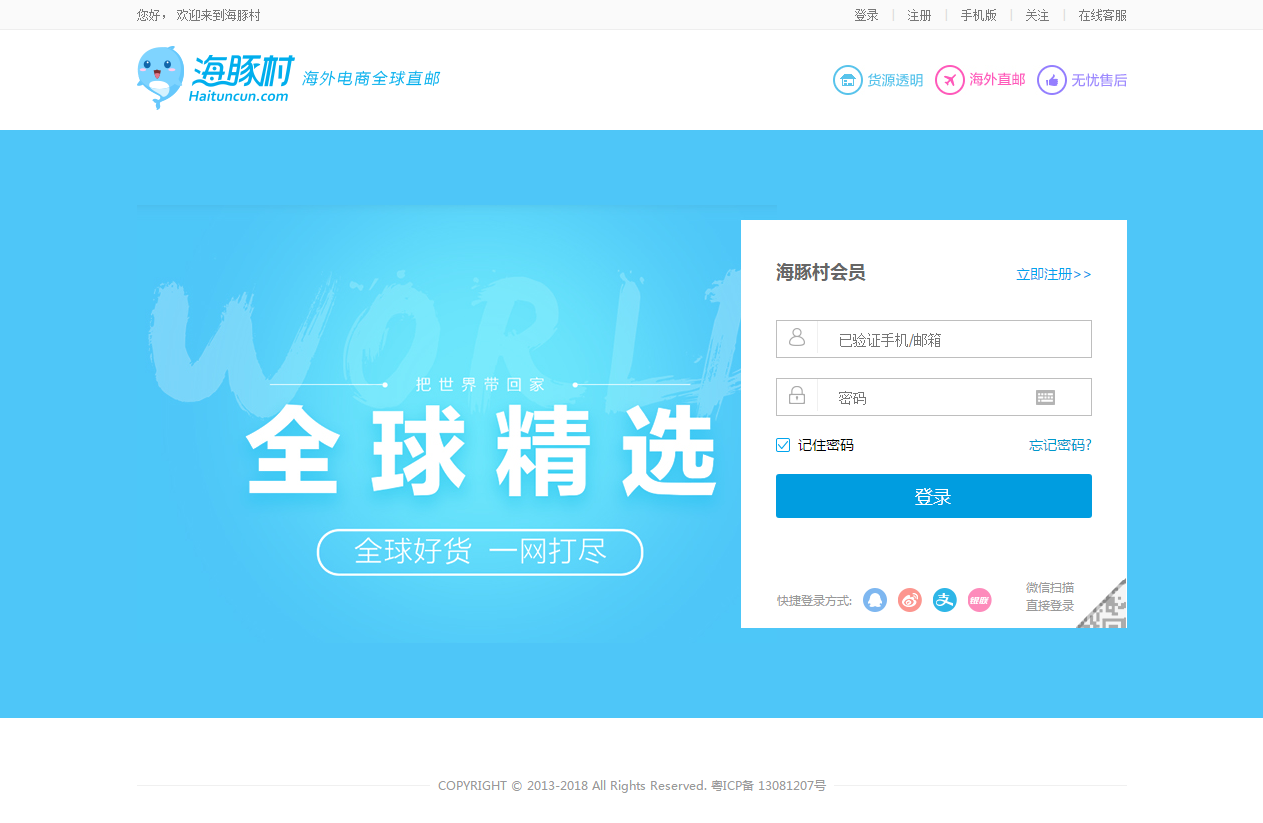 您好， 欢迎来到海豚村
登录 | 注册 | 手机版 | 关注 | 在线客服
海豚村
Haituncun.com
海外电商全球直邮
货源透明 海外直邮 无忧售后
WORLD
把世界带回家
全球精选
全球好货 一网打尽
海豚村会员
立即注册>>
已验证手机/邮箱
密码
记住密码
忘记密码?
登录
快捷登录方式:
支
银联
微信扫描
直接登录
COPYRIGHT © 2013-2018 All Rights Reserved. 粤ICP备 13081207号